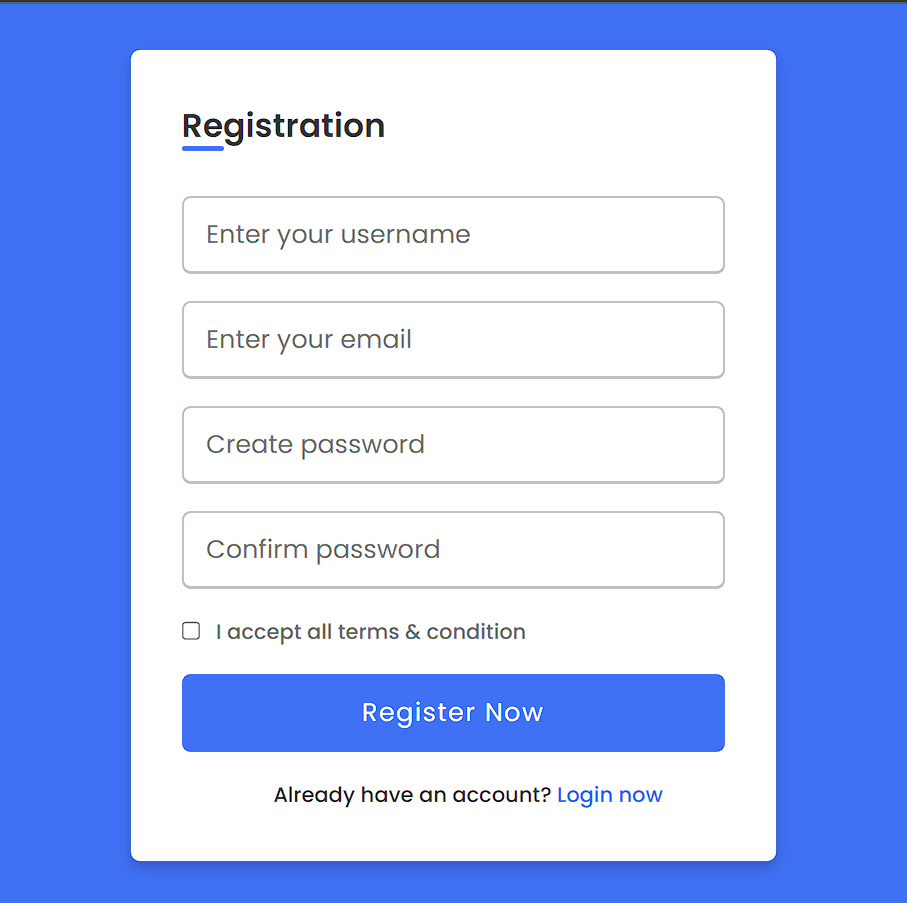 Registration
Enter your username
Enter your email
Create password
Confirm password
I accept all terms & condition
Register Now
Already have an account? Login now